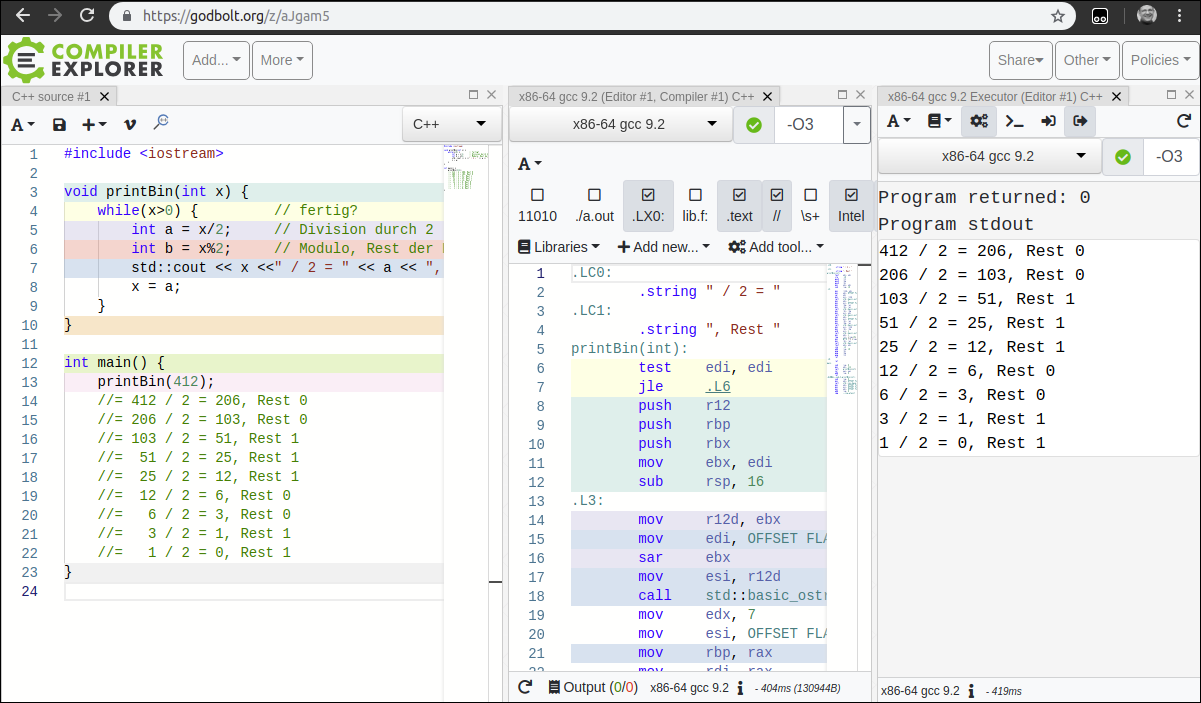 https://godbolt.org/z/aJgam5
COMPILER
EXPLORER
Add...
More
Share
Other
Policies
C++ source #1
A
C++
1 #include <iostream>
2
3 void printBin(int x) {
4 while(x>0) { // fertig?
5 int a = x/2; // Division durch 2
6 int b = x%2; // Modulo, Rest der
7 std::cout << x <<" / 2 = " << a << ",
8 x = a;
9 }
10 }
11
12 int main() {
13 printBin(412);
14 //= 412 / 2 = 206, Rest 0
15 //= 206 / 2 = 103, Rest 0
16 //= 103 / 2 = 51, Rest 1
17 //= 51 / 2 = 25, Rest 1
18 //= 25 / 2 = 12, Rest 1
19 //= 12 / 2 = 6, Rest 0
20 //= 6 / 2 = 3, Rest 0
21 //= 3 / 2 = 1, Rest 1
22 //= 1 / 2 = 0, Rest 1
23 }
24
x86-64 gcc 9.2 (Editor #1, Compiler #1) C++
x86-64 gcc 9.2
-O3
A
11010 ./a.out .LX0: lib.f: .text // \s+ Intel
Libraries + Add new... Add tool...
1 .LC0:
2 .string " / 2 = "
3 .LC1:
4 .string ", Rest "
5 printBin(int):
6 test edi, edi
7 jle .L6
8 push r12
9 push rbp
10 push rbx
11 mov ebx, edi
12 sub rsp, 16
13 .L3:
14 mov r12d, ebx
15 mov edi, OFFSET FLA
16 sar ebx
17 mov esi, r12d
18 call std::basic_ostr
19 mov edx, 7
20 mov esi, OFFSET FLA
21 mov rbp, rax
22 mov rdi, rax
Output (0/0) x86-64 gcc 9.2 i - 404ms (130944B)
x86-64 gcc 9.2 Executor (Editor #1) C++
A
x86-64 gcc 9.2
-O3
Program returned: 0
Program stdout
412 / 2 = 206, Rest 0
206 / 2 = 103, Rest 0
103 / 2 = 51, Rest 1
51 / 2 = 25, Rest 1
25 / 2 = 12, Rest 1
12 / 2 = 6, Rest 0
6 / 2 = 3, Rest 0
3 / 2 = 1, Rest 1
1 / 2 = 0, Rest 1
x86-64 gcc 9.2 i - 419ms